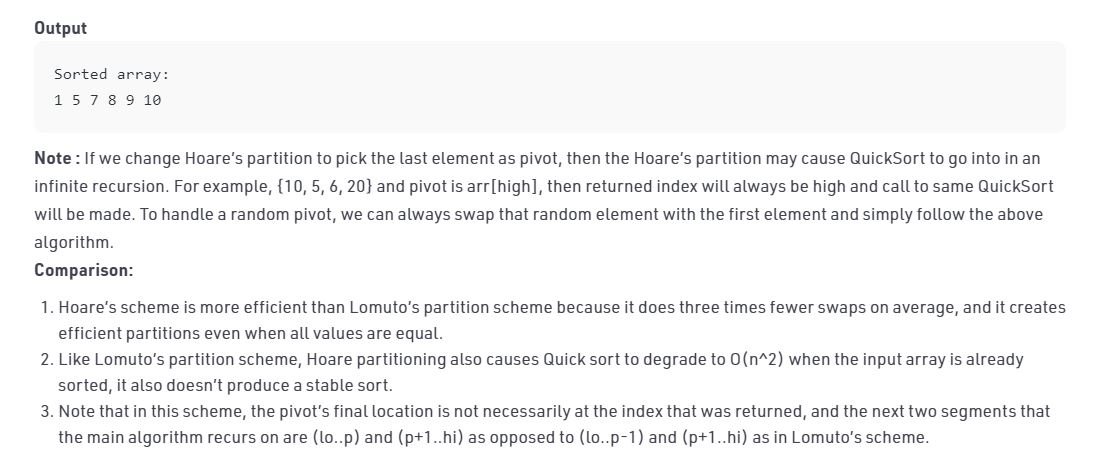 Output
Sorted array:
1 5 7 8 9 10
Note : If we change Hoare's partition to pick the last element as pivot, then the Hoare's partition may cause QuickSort to go into in an
infinite recursion. For example, {10, 5, 6, 20} and pivot is arr[high], then returned index will always be high and call to same QuickSort
will be made. To handle a random pivot, we can always swap that random element with the first element and simply follow the above
algorithm.
Comparison:
1. Hoare's scheme is more efficient than Lomuto's partition scheme because it does three times fewer swaps on average, and it creates
efficient partitions even when all values are equal.
2. Like Lomuto's partition scheme, Hoare partitioning also causes Quick sort to degrade to O(n^2) when the input array is already
sorted, it also doesn't produce a stable sort.
3. Note that in this scheme, the pivot's final location is not necessarily at the index that was returned, and the next two segments that
the main algorithm recurs on are (lo..p) and (p+1..hi) as opposed to (lo..p-1) and (p+1..hi) as in Lomuto's scheme.